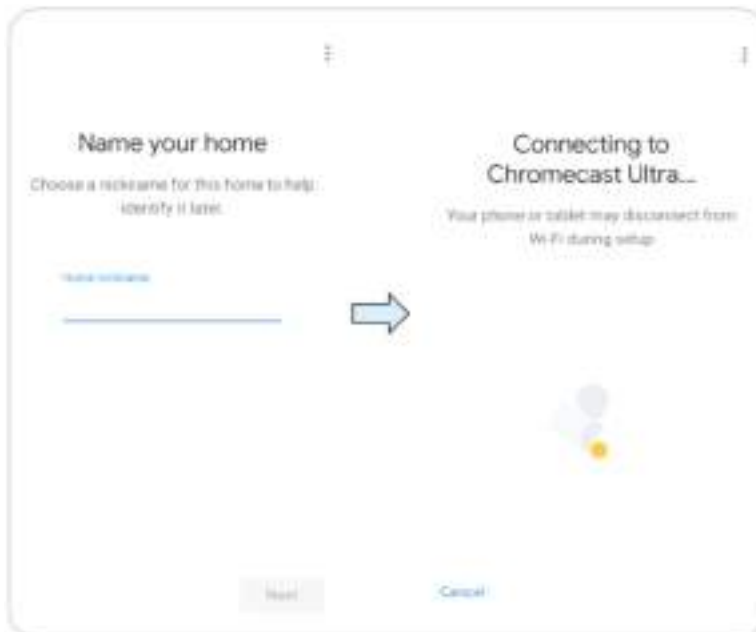 Name your home
Choose a nickname for this home to help
identify it later.
Home nickname
Next
Connecting to
Chromecast Ultra...
Your phone or tablet may disconnect from
Wi-Fi during setup
Cancel